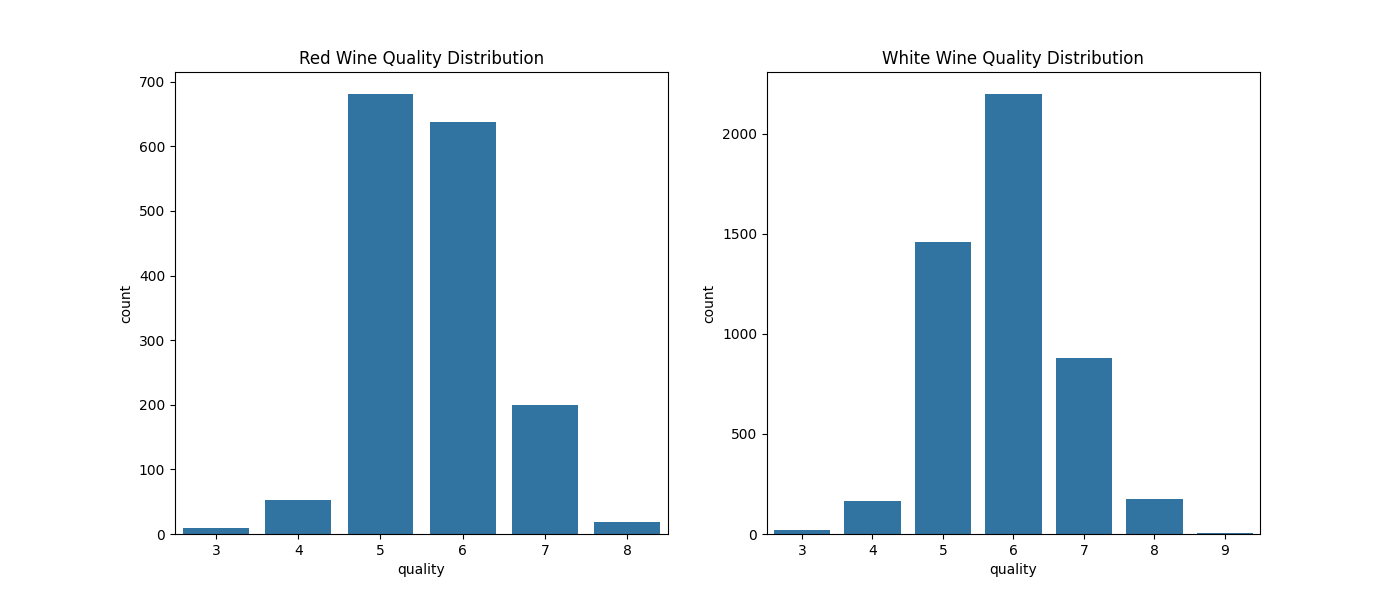 Red Wine Quality Distribution
700
600
500
400
300
200
100
0
count
3 4 5 6 7 8
quality
White Wine Quality Distribution
2000
1500
1000
500
0
count
3 4 5 6 7 8 9
quality